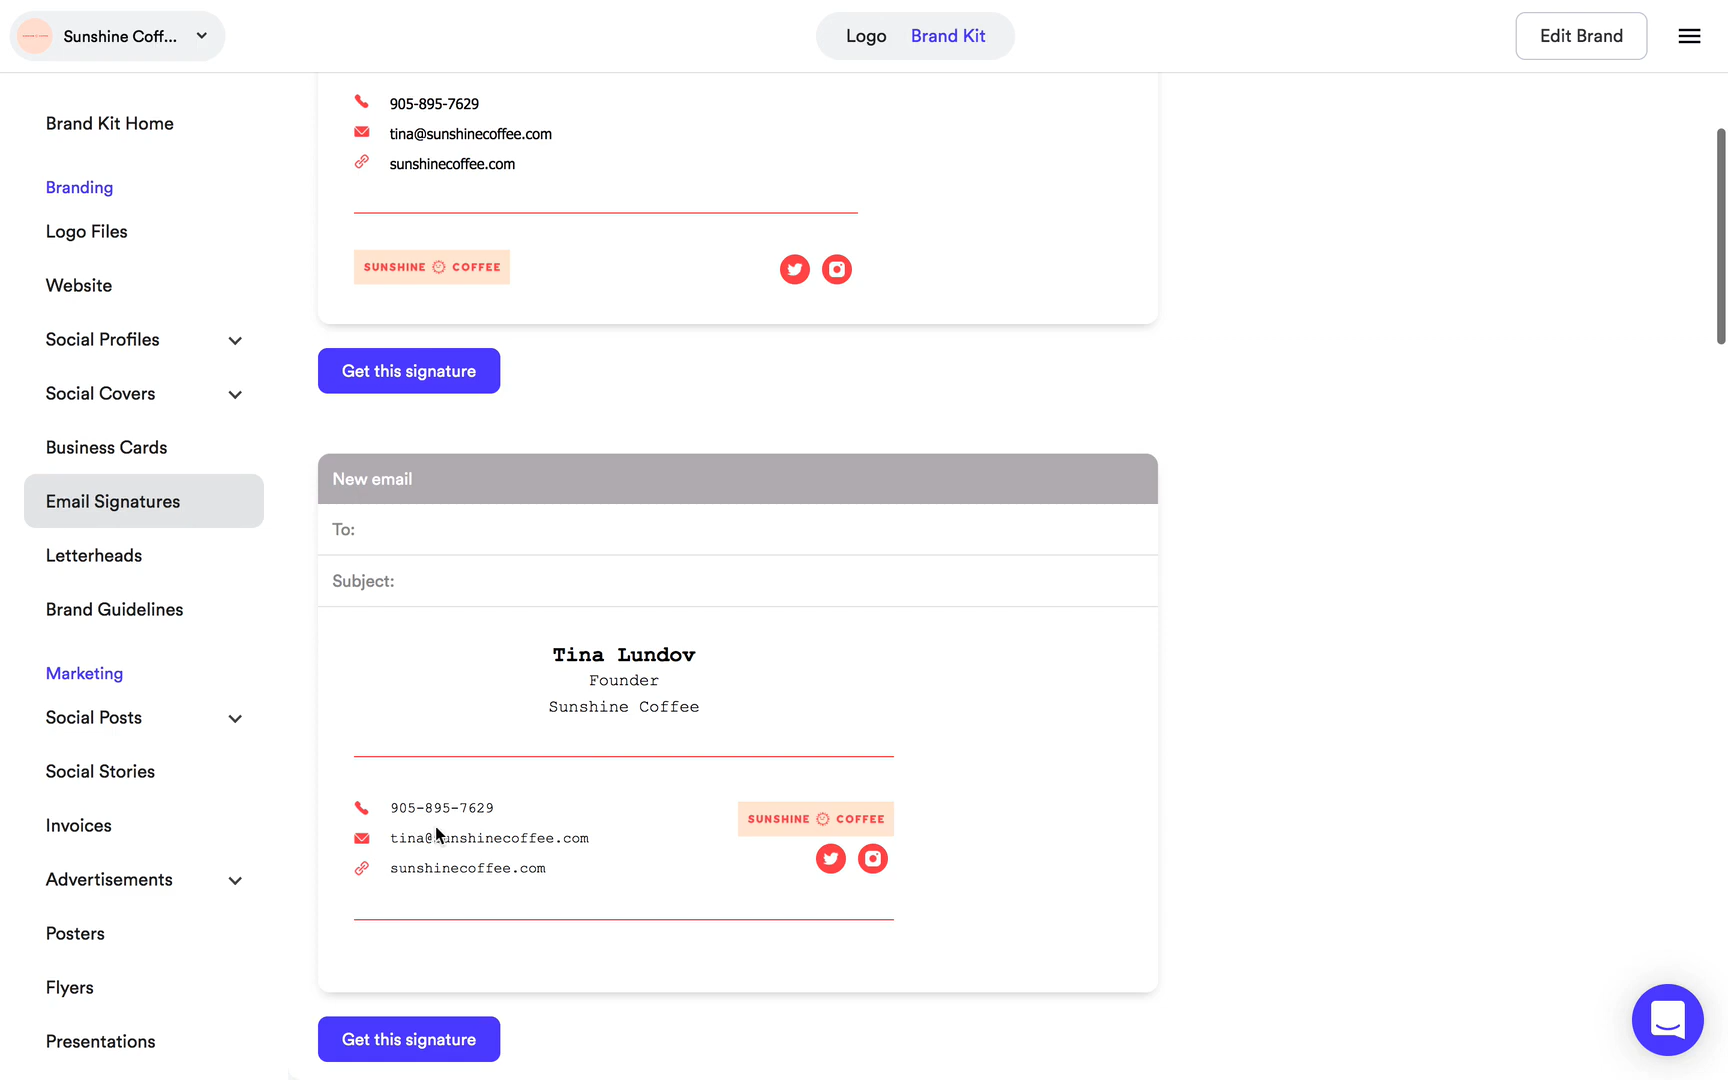 Sunshine Coff...
Logo
Brand Kit
Edit Brand
Brand Kit Home
Branding
Logo Files
Website
Social Profiles
Social Covers
Business Cards
Email Signatures
Letterheads
Brand Guidelines
Marketing
Social Posts
Social Stories
Invoices
Advertisements
Posters
Flyers
Presentations
905-895-7629
tina@sunshinecoffee.com
sunshinecoffee.com
SUNSHINE COFFEE
Get this signature
New email
To:
Subject:
Tina Lundov
Founder
Sunshine Coffee
905-895-7629
tina@sunshinecoffee.com
sunshinecoffee.com
SUNSHINE COFFEE
Get this signature